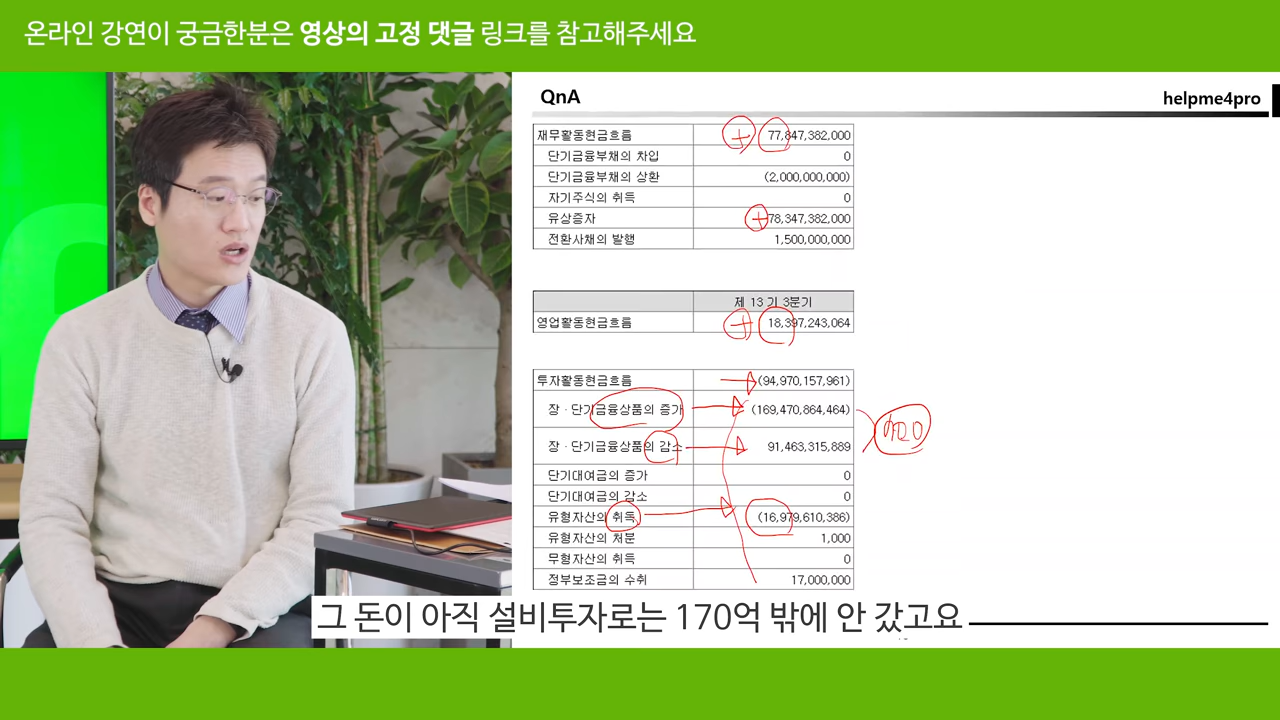 온라인 강연이 궁금한분은 영상의 고정 댓글 링크를 참고해주세요
QnA
helpme4pro
재무활동현금흐름 + 77,847,382,000
단기금융부채의 차입 0
단기금융부채의 상환 (2,000,000,000)
자기주식의 취득 0
유상증자 + 78,347,382,000
전환사채의 발행 1,500,000,000
제 13 기 3분기
영업활동현금흐름 + 18,397,243,064
투자활동현금흐름 (94,970,157,961)
장·단기금융상품의 증가 (169,470,864,464)
장·단기금융상품의 감소 91,463,315,889
단기대여금의 증가 0
단기대여금의 감소 0
유형자산의 취득 (16,979,610,386)
유형자산의 처분 1,000
무형자산의 취득 0
정부보조금의 수취 17,000,000
그 돈이 아직 설비투자로는 170억 밖에 안 갔고요